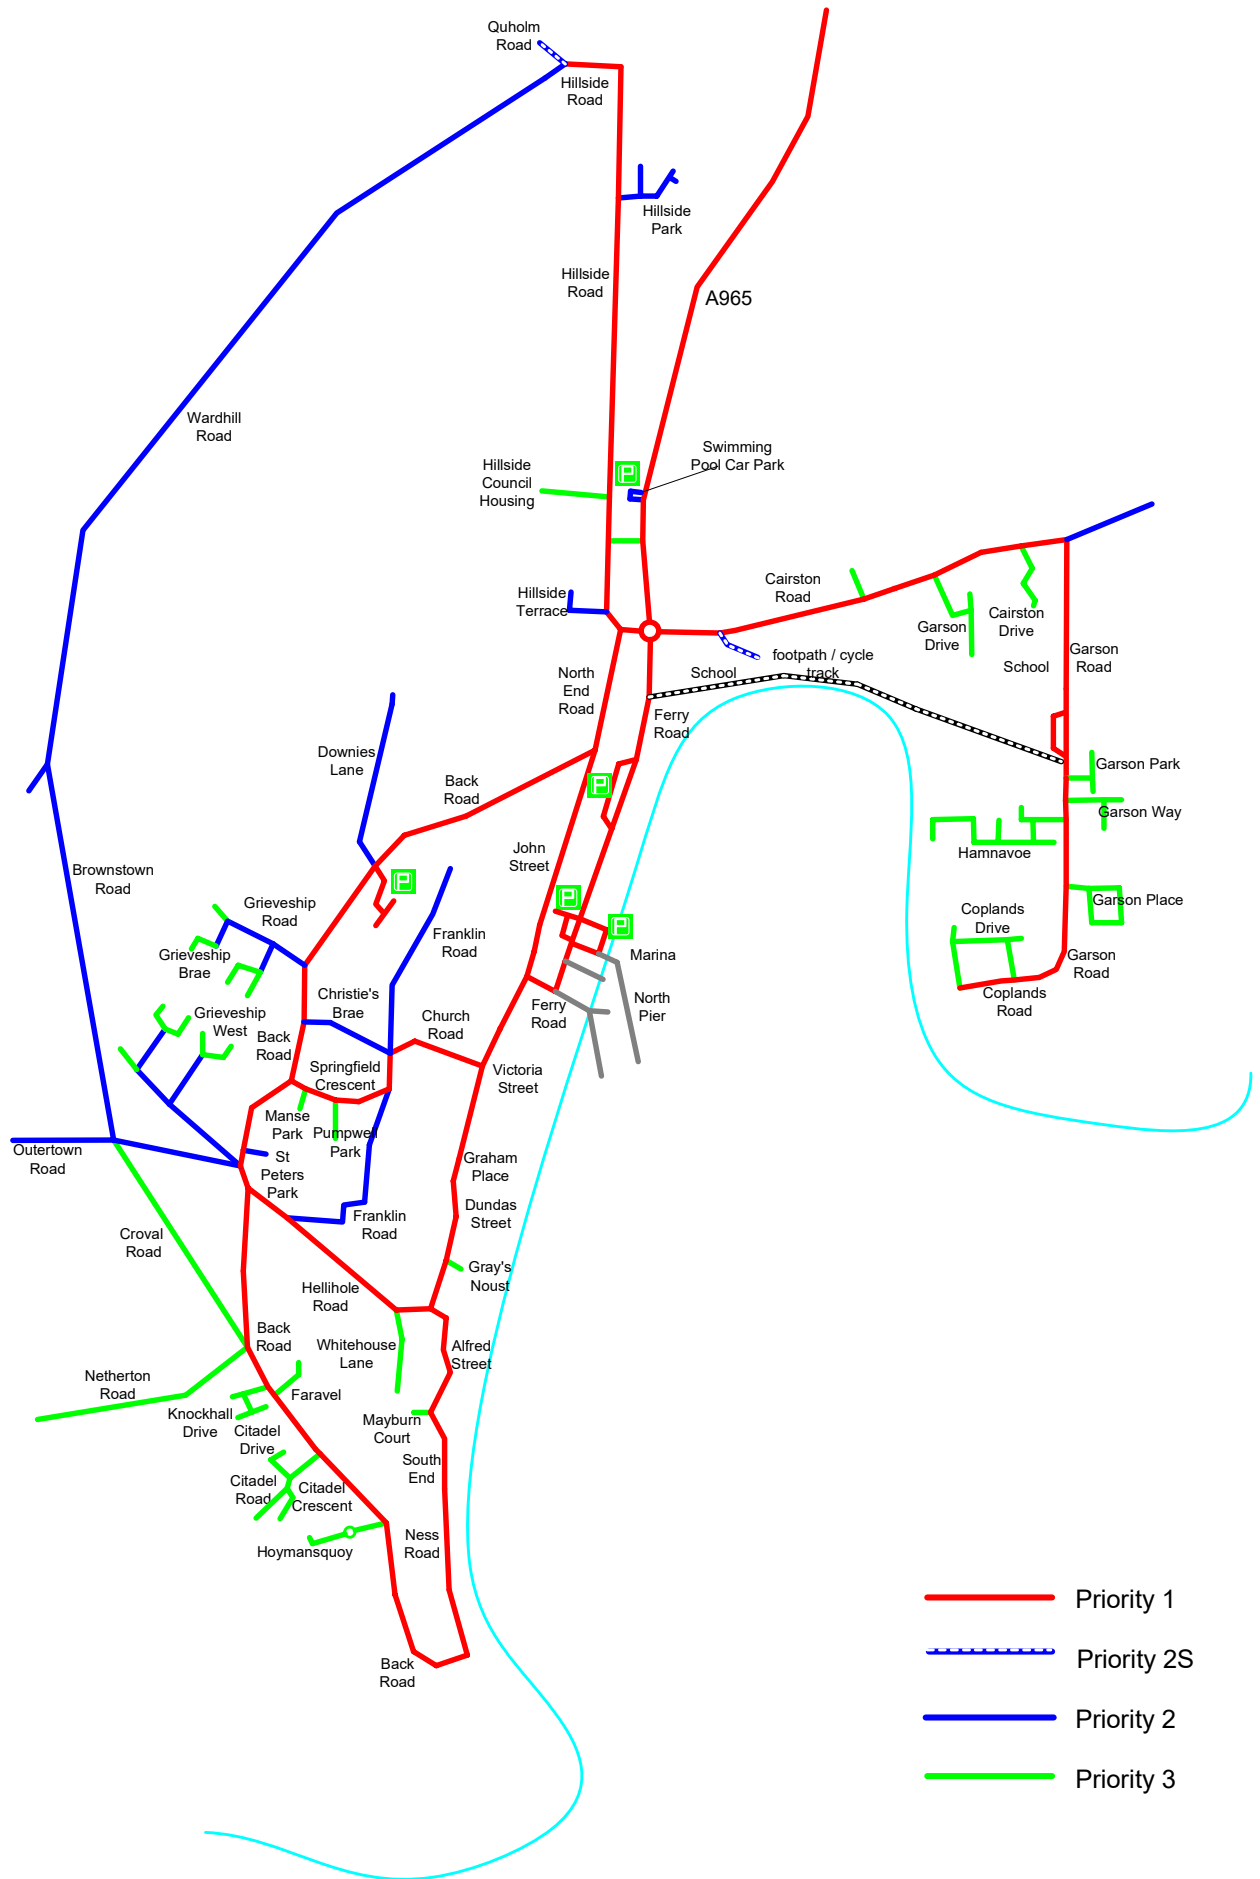 Quholm
Road
Hillside
Road
Hillside
Park
Hillside
Road
A965
Wardhill
Road
Swimming
Pool Car Park
Hillside
Council
Housing
P
Hillside
Terrace
Cairston
Road
Garson
Drive
Cairston
Drive
footpath / cycle
track
School
School
Garson
Road
North
End
Road
Ferry
Road
Downies
Lane
Back
Road
P
Garson Park
Garson Way
Hamnavoe
John
Street
Brownstown
Road
P
P
Garson Place
Grieveship
Road
Coplands
Drive
Franklin
Road
P
Grieveship
Brae
Marina
Garson
Road
Coplands
Road
Christie's
Brae
North
Pier
Grieveship
West
Ferry
Road
Church
Road
Back
Road
Springfield
Crescent
Victoria
Street
Manse
Park
Pumpwell
Park
Outertown
Road
St
Peters
Park
Graham
Place
Dundas
Street
Franklin
Road
Croval
Road
Gray's
Noust
Hellihole
Road
Back
Road
Whitehouse
Lane
Alfred
Street
Netherton
Road
Faravel
Knockhall
Drive
Citadel
Drive
Mayburn
Court
South
End
Citadel
Road
Citadel
Crescent
Ness
Road
Hoymansquoy
Back
Road
Priority 1
Priority 2S
Priority 2
Priority 3